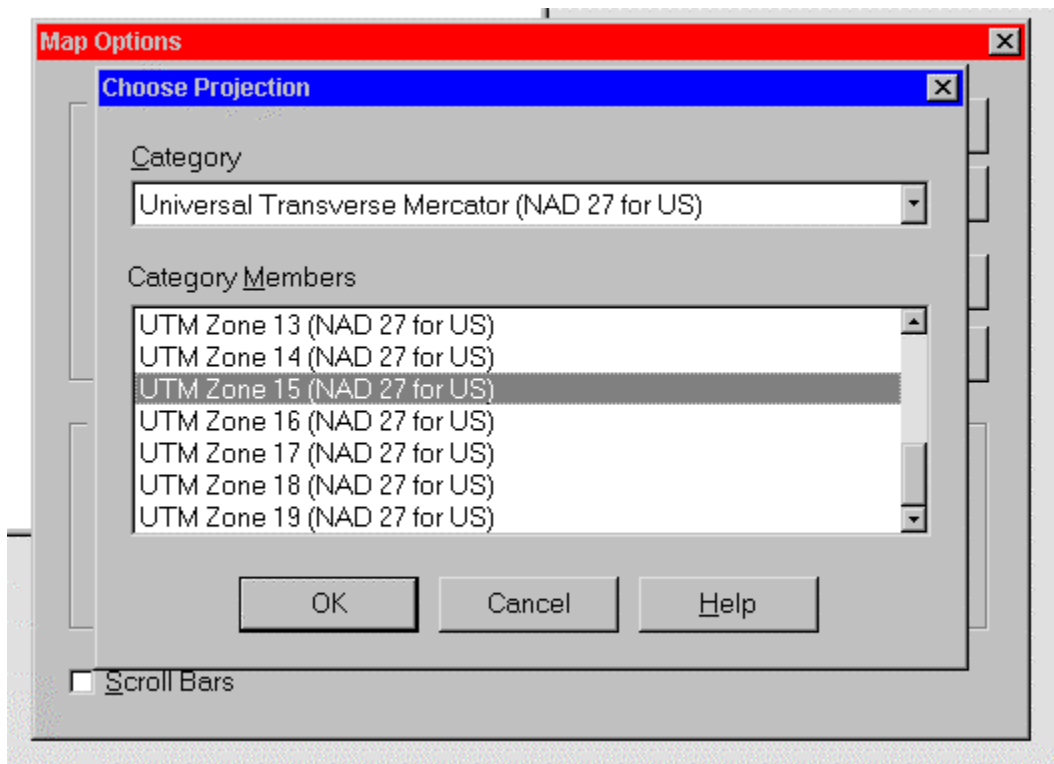 Map Options
Choose Projection
Category
Universal Transverse Mercator (NAD 27 for US)
Category Members
UTM Zone 13 (NAD 27 for US)
UTM Zone 14 (NAD 27 for US)
UTM Zone 15 (NAD 27 for US)
UTM Zone 16 (NAD 27 for US)
UTM Zone 17 (NAD 27 for US)
UTM Zone 18 (NAD 27 for US)
UTM Zone 19 (NAD 27 for US)
OK Cancel Help
Scroll Bars